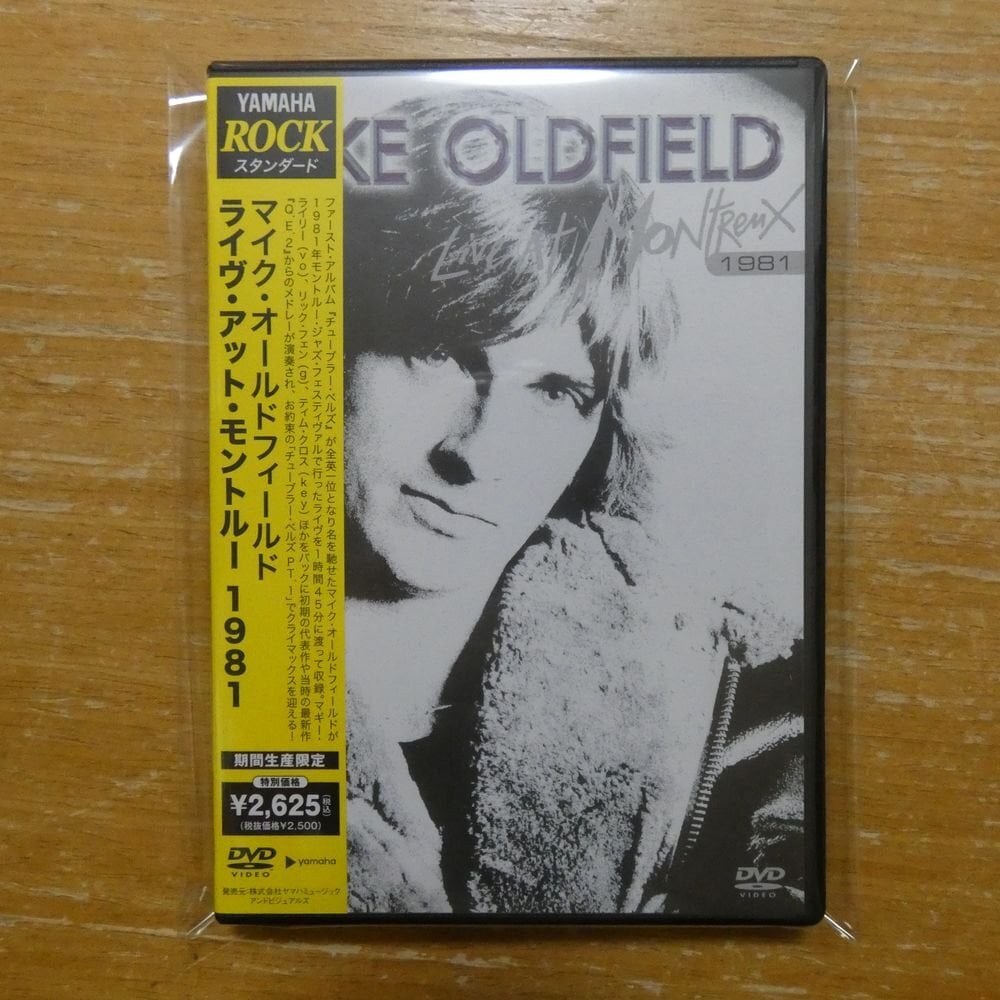 YAMAHA
ROCK
スタンダード
マイク・オールドフィールド
ライヴ・アット・モントルー 1981
ファースト・アルバム『チューブラー・ベルズ』が全英一位となり名を馳せたマイク・オールドフィールドが
1981年モントルー・ジャズ・フェスティヴァルで行ったライヴを1時間45分に渡って収録。マギー・
ライリー(vo)、リック・フェン(g)、ティム・クロス(key)ほかをバックに初期の代表作や当時の最新作
『Q.E.2』からのメドレーが演奏され、お約束の「チューブラー・ベルズ PT.1」でクライマックスを迎える!
期間生産限定
特別価格
¥2,625(税込)
(税抜価格¥2,500)
DVD
VIDEO
yamaha
発売元:株式会社ヤマハミュージック
アンドビジュアルズ
KE OLDFIELD
LIVE AT MONTREUX
1981
DVD
VIDEO